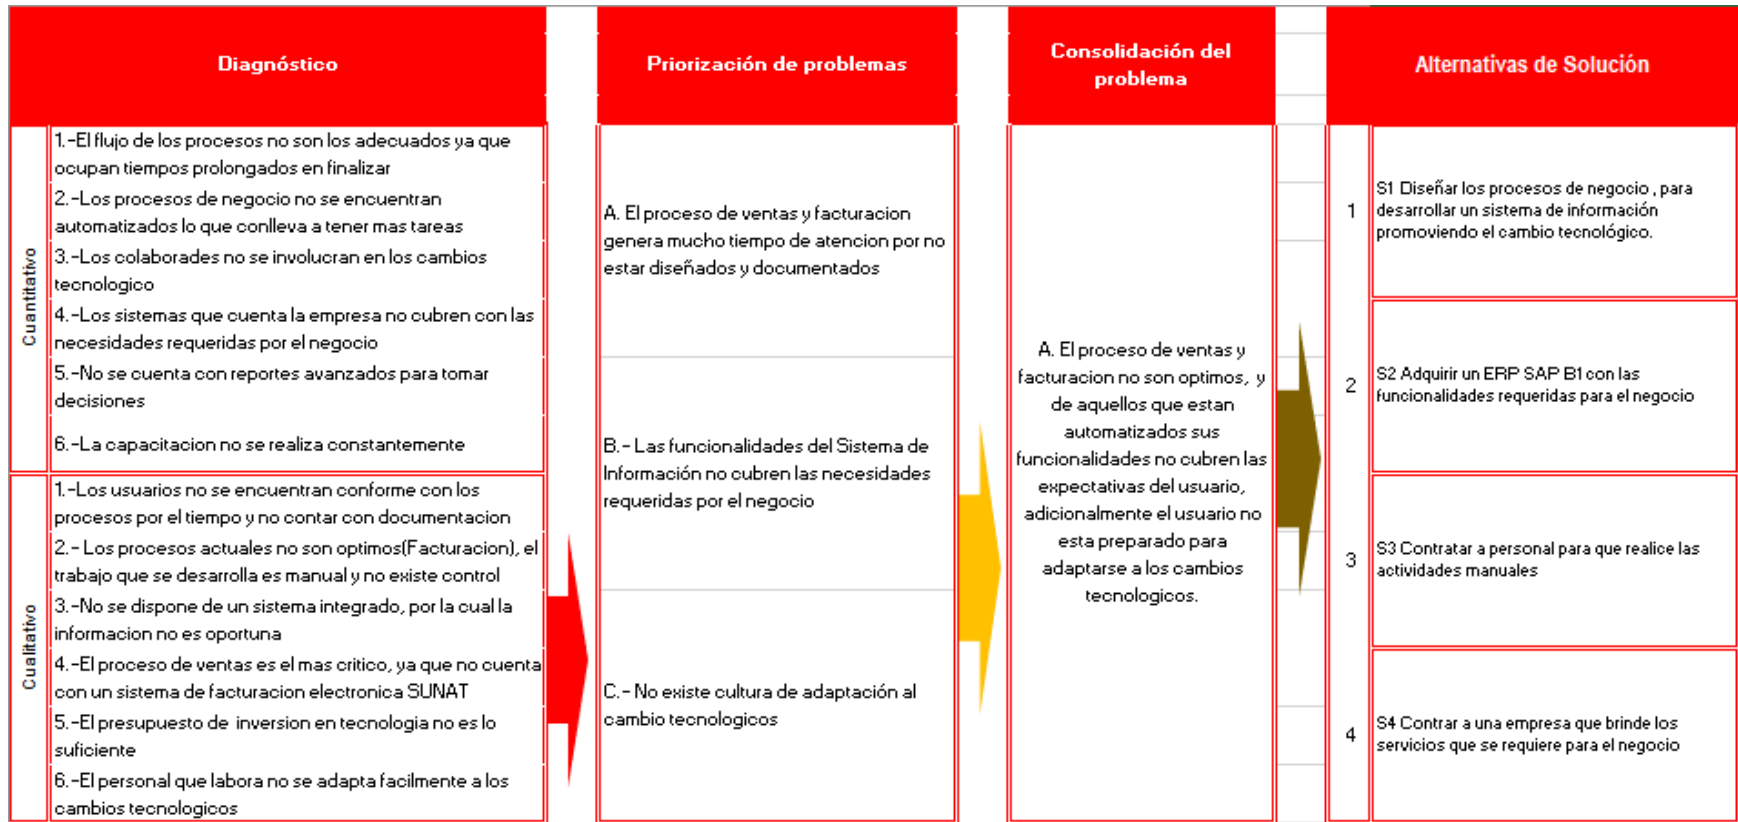 Diagnóstico
Cuantitativo
1.-El flujo de los procesos no son los adecuados ya que
ocupan tiempos prolongados en finalizar
2.-Los procesos de negocio no se encuentran
automatizados lo que conlleva a tener mas tareas
3.-Los colaborades no se involucran en los cambios
tecnologico
4.-Los sistemas que cuenta la empresa no cubren con las
necesidades requeridas por el negocio
5.-No se cuenta con reportes avanzados para tomar
decisiones
6.-La capacitacion no se realiza constantemente
Cualitativo
1.-Los usuarios no se encuentran conforme con los
procesos por el tiempo y no contar con documentacion
2.- Los procesos actuales no son optimos(Facturacion), el
trabajo que se desarrolla es manual y no existe control
3.-No se dispone de un sistema integrado, por la cual la
informacion no es oportuna
4.-El proceso de ventas es el mas critico, ya que no cuenta
con un sistema de facturacion electronica SUNAT
5.-El presupuesto de inversion en tecnologia no es lo
suficiente
6.-El personal que labora no se adapta facilmente a los
cambios tecnologicos
Priorización de problemas
A. El proceso de ventas y facturacion
genera mucho tiempo de atencion por no
estar diseñados y documentados
B.- Las funcionalidades del Sistema de
Información no cubren las necesidades
requeridas por el negocio
C.- No existe cultura de adaptación al
cambio tecnologicos
Consolidación del
problema
A. El proceso de ventas y
facturacion no son optimos, y
de aquellos que estan
automatizados sus
funcionalidades no cubren las
expectativas del usuario,
adicionalmente el usuario no
esta preparado para
adaptarse a los cambios
tecnologicos.
Alternativas de Solución
1
S1 Diseñar los procesos de negocio , para
desarrollar un sistema de información
promoviendo el cambio tecnológico.
2
S2 Adquirir un ERP SAP B1 con las
funcionalidades requeridas para el negocio
3
S3 Contratar a personal para que realice las
actividades manuales
4
S4 Contrar a una empresa que brinde los
servicios que se requiere para el negocio